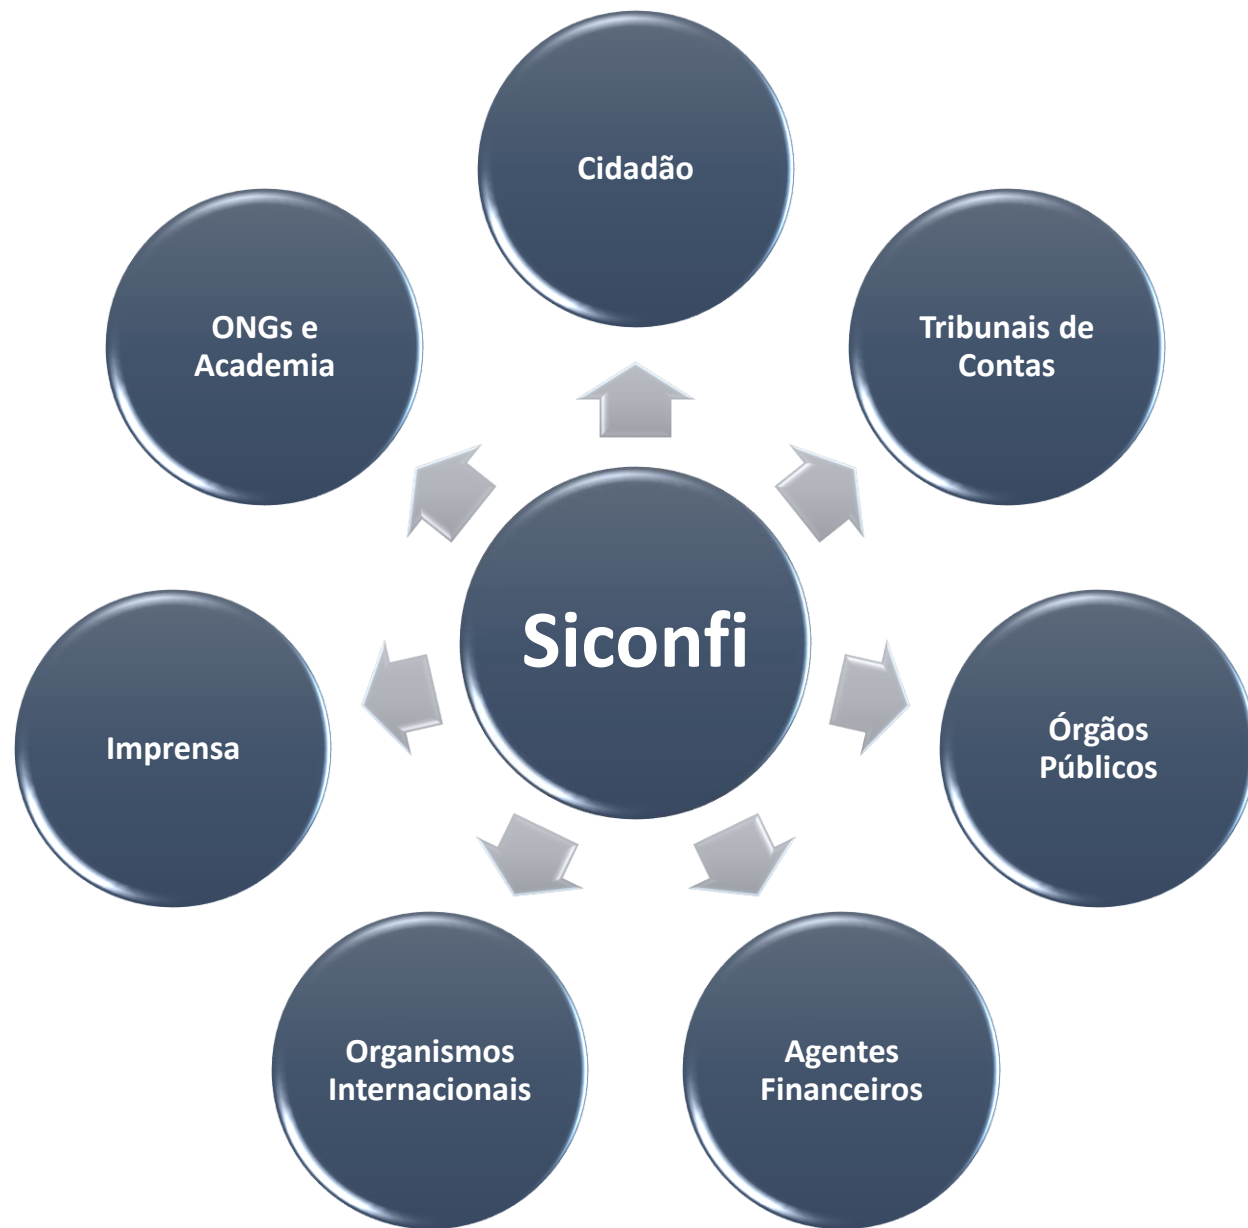 Cidadão
Tribunais de
Contas
Órgãos
Públicos
Agentes
Financeiros
Organismos
Internacionais
Imprensa
ONGs e
Academia
Siconfi